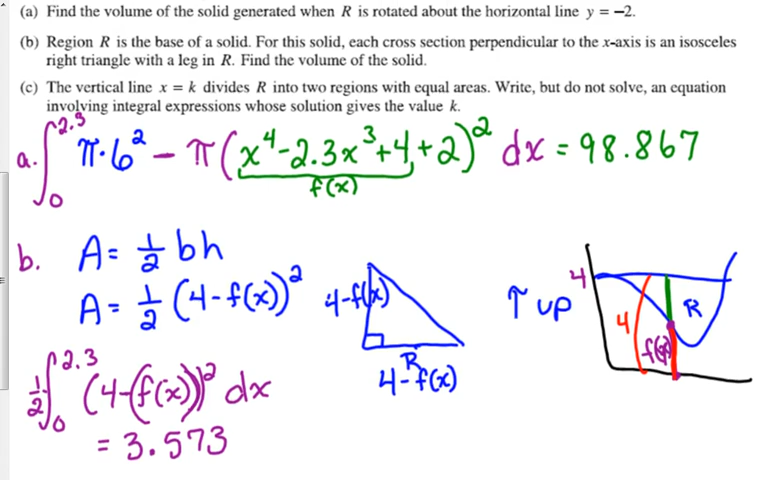 (a) Find the volume of the solid generated when R is rotated about the horizontal line y = −2.
(b) Region R is the base of a solid. For this solid, each cross section perpendicular to the x-axis is an isosceles
right triangle with a leg in R. Find the volume of the solid.
(c) The vertical line x = k divides R into two regions with equal areas. Write, but do not solve, an equation
involving integral expressions whose solution gives the value k.
a. ∫₀^2.3 π·6² − π(x⁴−2.3x³+4+2)² dx = 98.867
f(x)
b. A = ½ bh
A = ½ (4−f(x))²
½ ∫₀^2.3 (4−(f(x))² dx
= 3.573
4−f(x)
R
4−f(x)
↑ up
4
4
R
f(x)